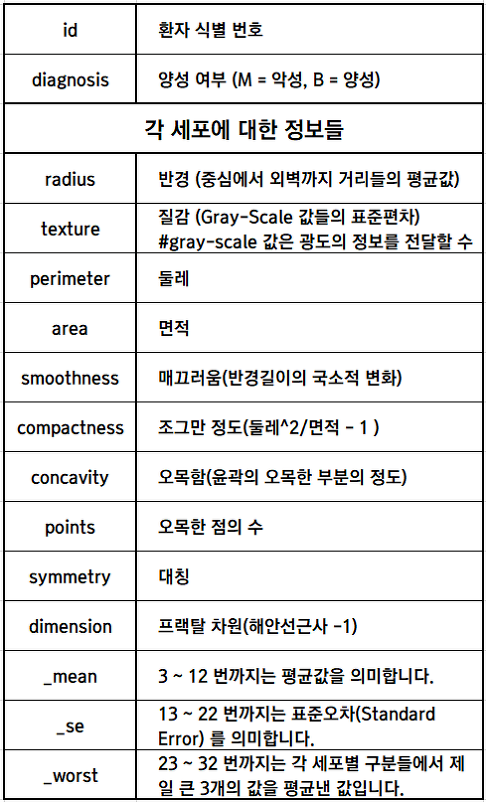 id 환자 식별 번호
diagnosis 양성 여부 (M = 악성, B = 양성)
각 세포에 대한 정보들
radius 반경 (중심에서 외벽까지 거리들의 평균값)
texture 질감 (Gray-Scale 값들의 표준편차)
#gray-scale 값은 광도의 정보를 전달할 수
perimeter 둘레
area 면적
smoothness 매끄러움(반경길이의 국소적 변화)
compactness 조그만 정도(둘레^2/면적 - 1 )
concavity 오목함(윤곽의 오목한 부분의 정도)
points 오목한 점의 수
symmetry 대칭
dimension 프랙탈 차원(해안선근사 -1)
_mean 3 ~ 12 번까지는 평균값을 의미합니다.
_se 13 ~ 22 번까지는 표준오차(Standard
Error) 를 의미합니다.
_worst 23 ~ 32 번까지는 각 세포별 구분들에서 제
일 큰 3개의 값을 평균낸 값입니다.